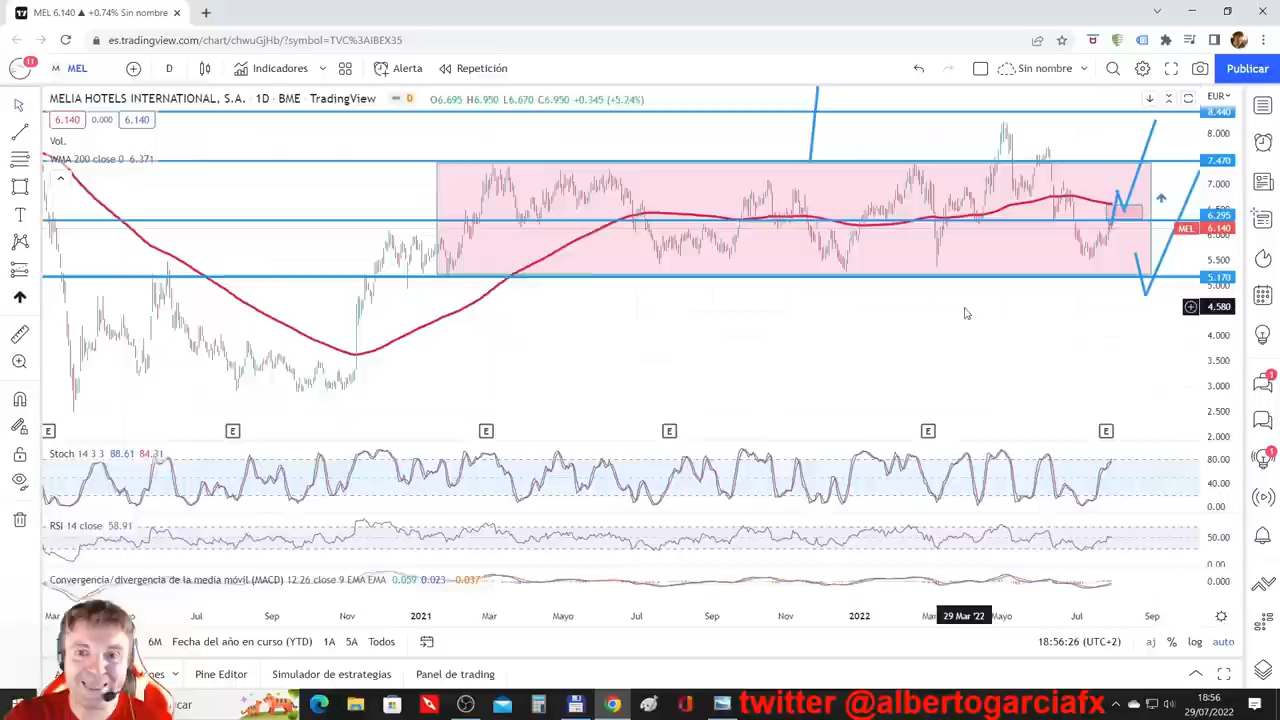 MEL 6.140 ▲ +0.74% Sin nombre
es.tradingview.com/chart/chwuGjHb/?symbol=TVC%3AIBEX35
11
MEL
D
Indicadores
Alerta
Repetición
Sin nombre
Publicar
MELIA HOTELS INTERNATIONAL, S.A. · 1D · BME · TradingView
D
O6.695 H6.950 L6.670 C6.950 +0.345 (+5.24%)
EUR
6.140 0.000 6.140
8.440
8.000
Vol.
WMA 200 close 0 6.371
7.470
7.000
6.295
MEL 6.140
5.500
5.170
5.000
4.580
4.000
3.500
3.000
2.500
2.000
E E E E E E
Stoch 14 3 3 88.61 84.31
80.00
40.00
0.00
RSI 14 close 58.91
50.00
Convergencia/divergencia de la media móvil (MACD) 12 26 close 9 EMA EMA 0.059 0.023 -0.037
0.000
Mar Jul Sep Nov 2021 Mar Mayo Jul Sep Nov 2022 29 Mar '22 Mayo Jul Sep
6M Fecha del año en curso (YTD) 1A 5A Todos
18:56:26 (UTC+2)
aj % log auto
Pine Editor Simulador de estrategias Panel de trading
twitter @albertogarciafx
18:56
29/07/2022